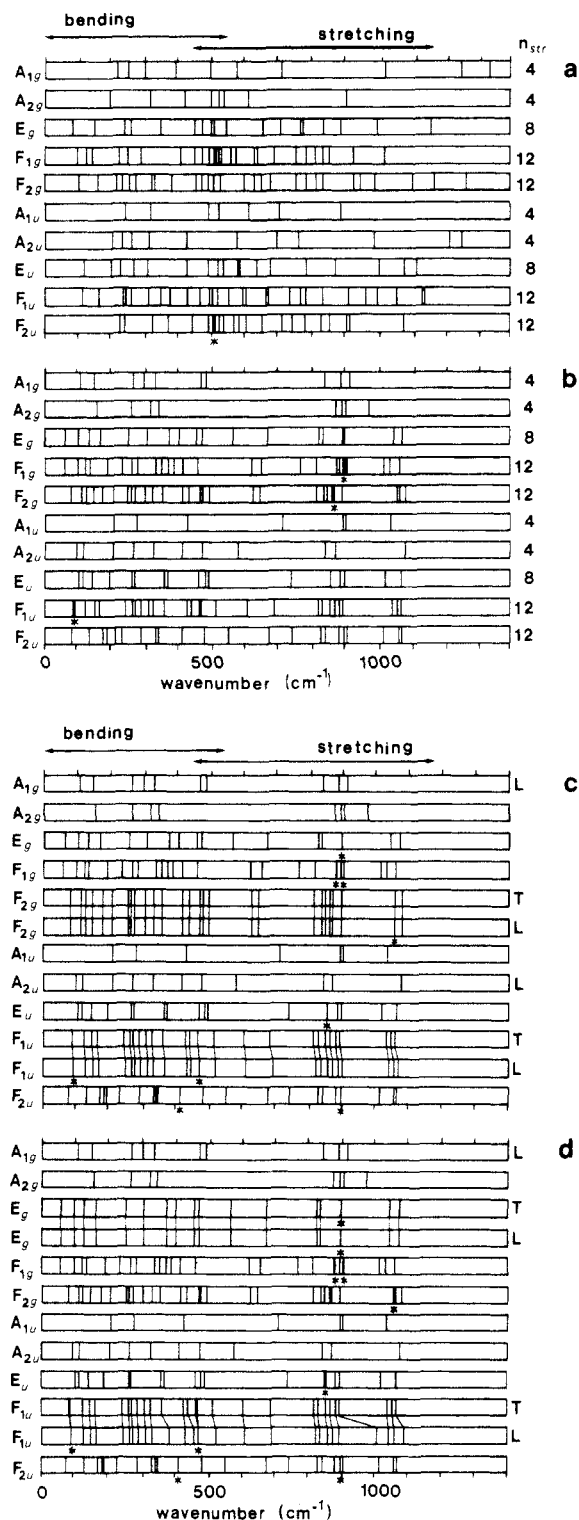 bending
stretching
n str
A1g 4 a
A2g 4
Eg 8
F1g 12
F2g 12
A1u 4
A2u 4
Eu 8
F1u 12
F2u 12
*
A1g 4 b
A2g 4
Eg 8
F1g 12
*
F2g 12
*
A1u 4
A2u 4
Eu 8
F1u 12
*
F2u 12
0 500 1000
wavenumber (cm-1)
bending
stretching
A1g L c
A2g
Eg
*
F1g
* *
F2g T
F2g L
*
A1u
A2u L
Eu
*
F1u T
F1u L
* *
F2u
* *
A1g L d
A2g
Eg T
*
Eg L
*
F1g
* *
F2g
*
A1u
A2u
Eu
*
F1u T
F1u L
* *
F2u
* *
0 500 1000
wavenumber (cm-1)